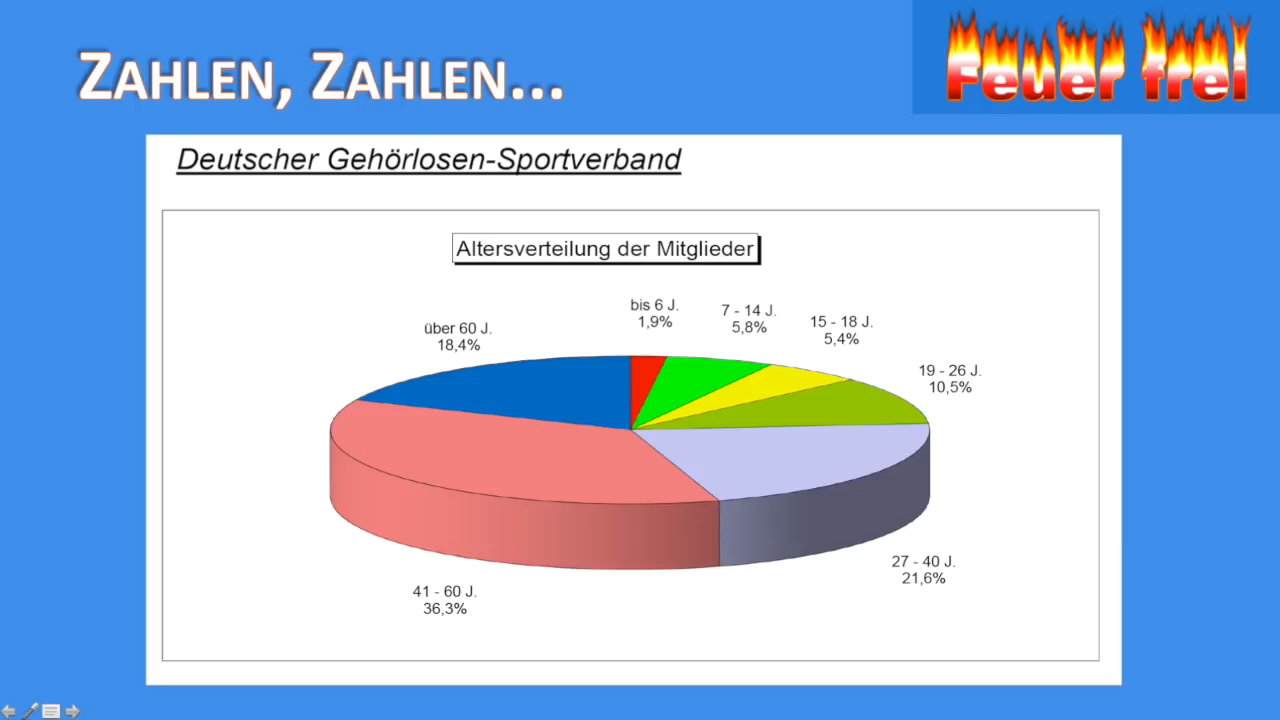 ZAHLEN, ZAHLEN...
Feuer frei
Deutscher Gehörlosen-Sportverband
Altersverteilung der Mitglieder
bis 6 J.
1,9%
7 - 14 J.
5,8%
15 - 18 J.
5,4%
über 60 J.
18,4%
19 - 26 J.
10,5%
27 - 40 J.
21,6%
41 - 60 J.
36,3%